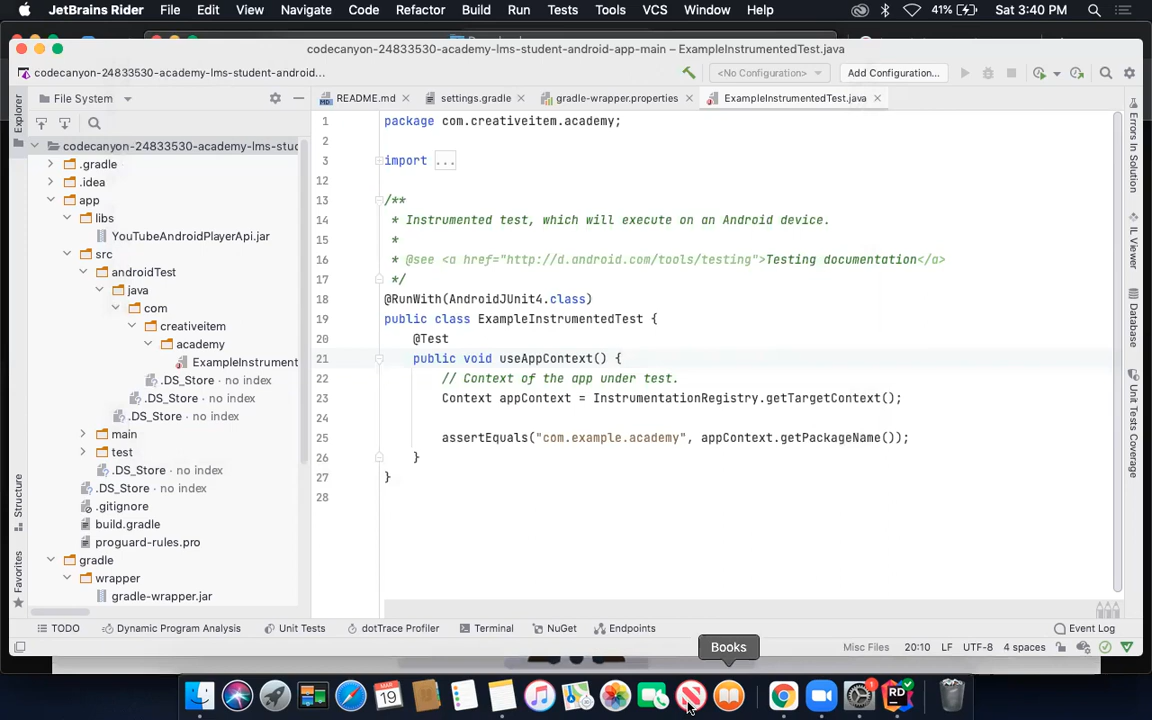 JetBrains Rider File Edit View Navigate Code Refactor Build Run Tests Tools VCS Window Help 41% Sat 3:40 PM
codecanyon-24833530-academy-lms-student-android-app-main – ExampleInstrumentedTest.java
codecanyon-24833530-academy-lms-student-android... <No Configuration> Add Configuration...
File System README.md settings.gradle gradle-wrapper.properties ExampleInstrumentedTest.java
Explorer
codecanyon-24833530-academy-lms-stud
.gradle
.idea
app
libs
YouTubeAndroidPlayerApi.jar
src
androidTest
java
com
creativeitem
academy
ExampleInstrument
.DS_Store no index
.DS_Store no index
.DS_Store no index
main
test
.DS_Store no index
.DS_Store no index
.gitignore
build.gradle
proguard-rules.pro
gradle
wrapper
gradle-wrapper.jar
Structure
Favorites
1 package com.creativeitem.academy;
2
3 import ...
12
13 /**
14 * Instrumented test, which will execute on an Android device.
15 *
16 * @see <a href="http://d.android.com/tools/testing">Testing documentation</a>
17 */
18 @RunWith(AndroidJUnit4.class)
19 public class ExampleInstrumentedTest {
20 @Test
21 public void useAppContext() {
22 // Context of the app under test.
23 Context appContext = InstrumentationRegistry.getTargetContext();
24
25 assertEquals("com.example.academy", appContext.getPackageName());
26 }
27 }
28
Errors In Solution
IL Viewer
Database
Unit Tests Coverage
TODO Dynamic Program Analysis Unit Tests dotTrace Profiler Terminal NuGet Endpoints Event Log
Misc Files 20:10 LF UTF-8 4 spaces
Books
MAR
19
1
RD